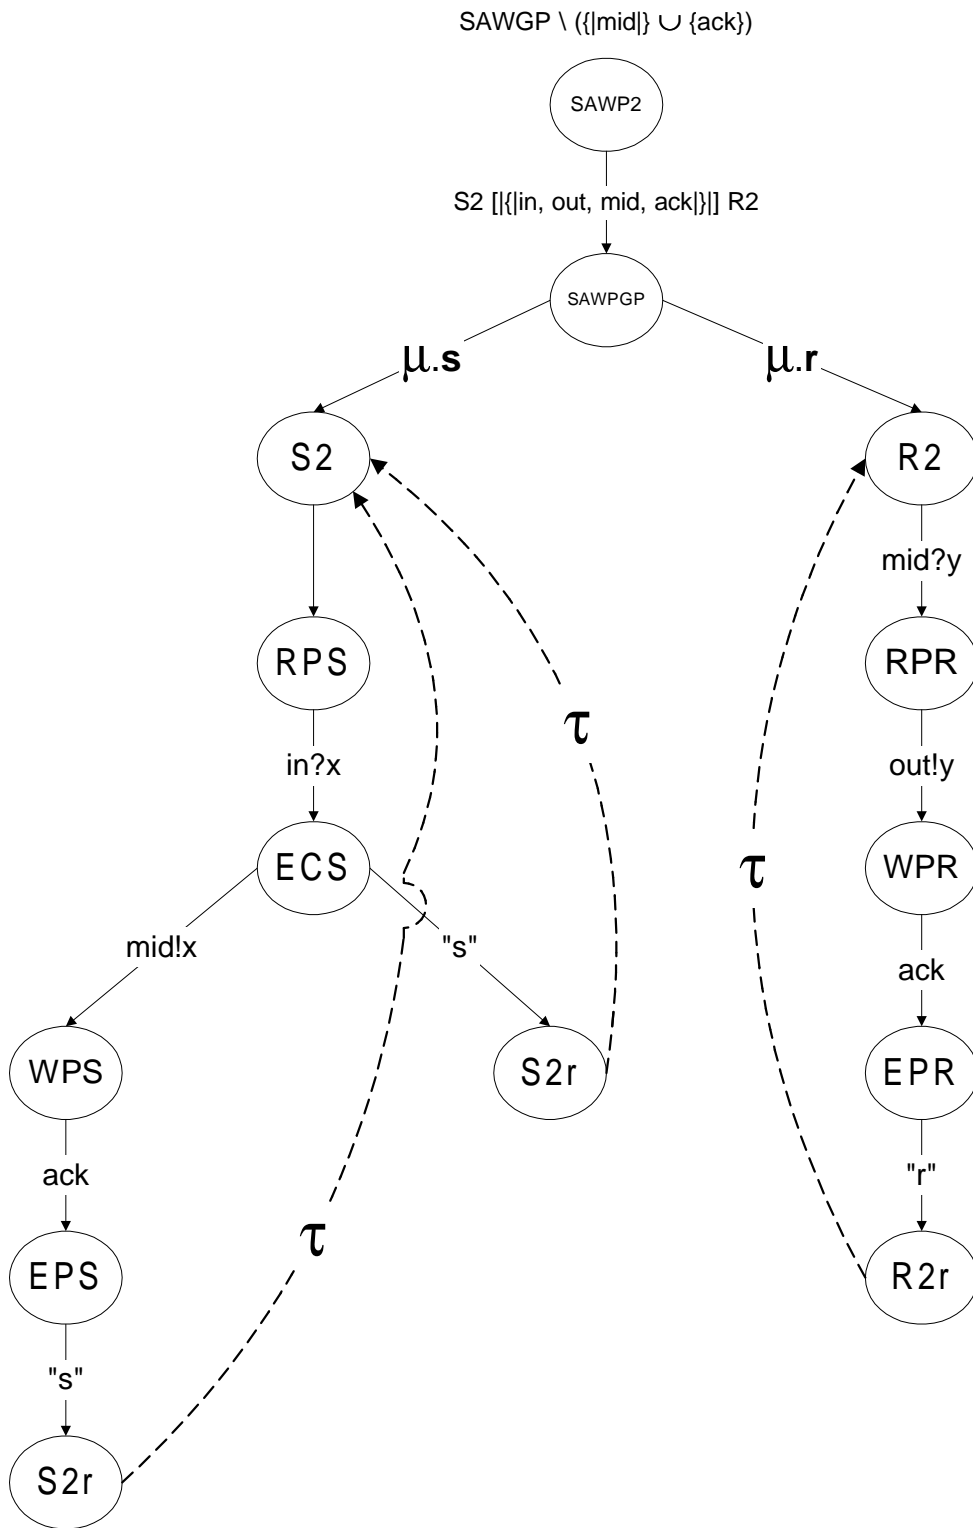 SAWGP \ ({|mid|} ∪ {ack})
SAWP2
S2 [|{|in, out, mid, ack|}|] R2
SAWPGP
μ.s
μ.r
S2
R2
mid?y
RPS
RPR
τ
in?x
out!y
ECS
WPR
τ
mid!x
"s"
ack
WPS
S2r
EPR
ack
"r"
τ
EPS
R2r
"s"
S2r